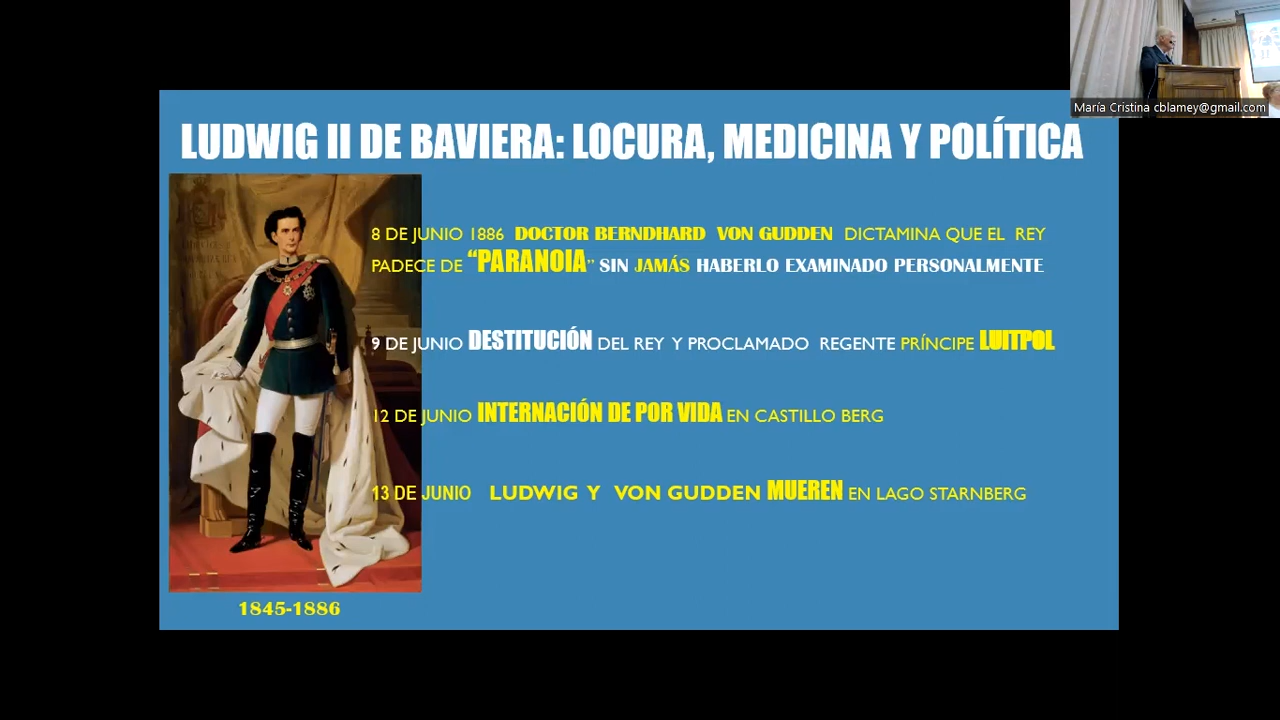 María Cristina cblamey@gmail.com
LUDWIG II DE BAVIERA: LOCURA, MEDICINA Y POLÍTICA
8 DE JUNIO 1886 DOCTOR BERNDHARD VON GUDDEN DICTAMINA QUE EL REY
PADECE DE “PARANOIA” SIN JAMÁS HABERLO EXAMINADO PERSONALMENTE
9 DE JUNIO DESTITUCIÓN DEL REY Y PROCLAMADO REGENTE PRÍNCIPE LUITPOL
12 DE JUNIO INTERNACIÓN DE POR VIDA EN CASTILLO BERG
13 DE JUNIO LUDWIG Y VON GUDDEN MUEREN EN LAGO STARNBERG
1845-1886